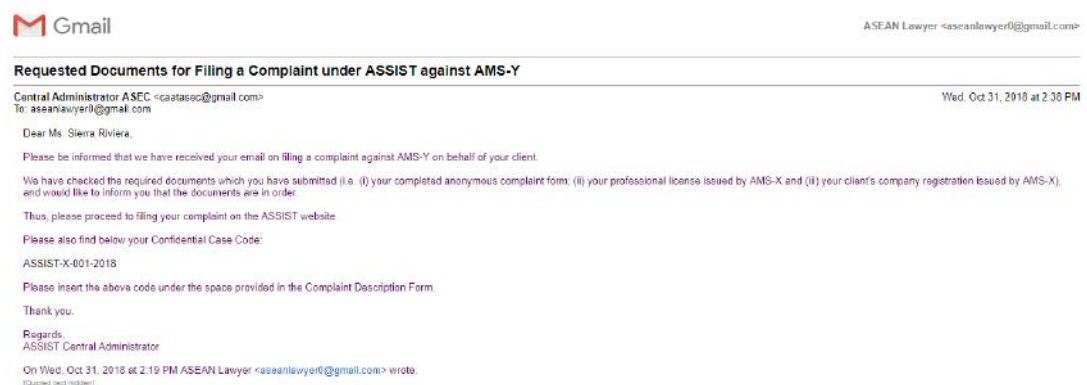 Gmail
ASEAN Lawyer <aseanlawyer0@gmail.com>
Requested Documents for Filing a Complaint under ASSIST against AMS-Y
Central Administrator ASEC <caatasec@gmail.com>
Wed, Oct 31, 2018 at 2:38 PM
To: aseanlawyer0@gmail.com
Dear Ms. Sierra Riviera,
Please be informed that we have received your email on filing a complaint against AMS-Y on behalf of your client.
We have checked the required documents which you have submitted (i.e. (i) your completed anonymous complaint form; (ii) your professional license issued by AMS-X and (iii) your client's company registration issued by AMS-X),
and would like to inform you that the documents are in order.
Thus, please proceed to filing your complaint on the ASSIST website.
Please also find below your Confidential Case Code:
ASSIST-X-001-2018
Please insert the above code under the space provided in the Complaint Description Form.
Thank you.
Regards,
ASSIST Central Administrator
On Wed, Oct 31, 2018 at 2:19 PM ASEAN Lawyer <aseanlawyer0@gmail.com> wrote:
[Quoted text hidden]